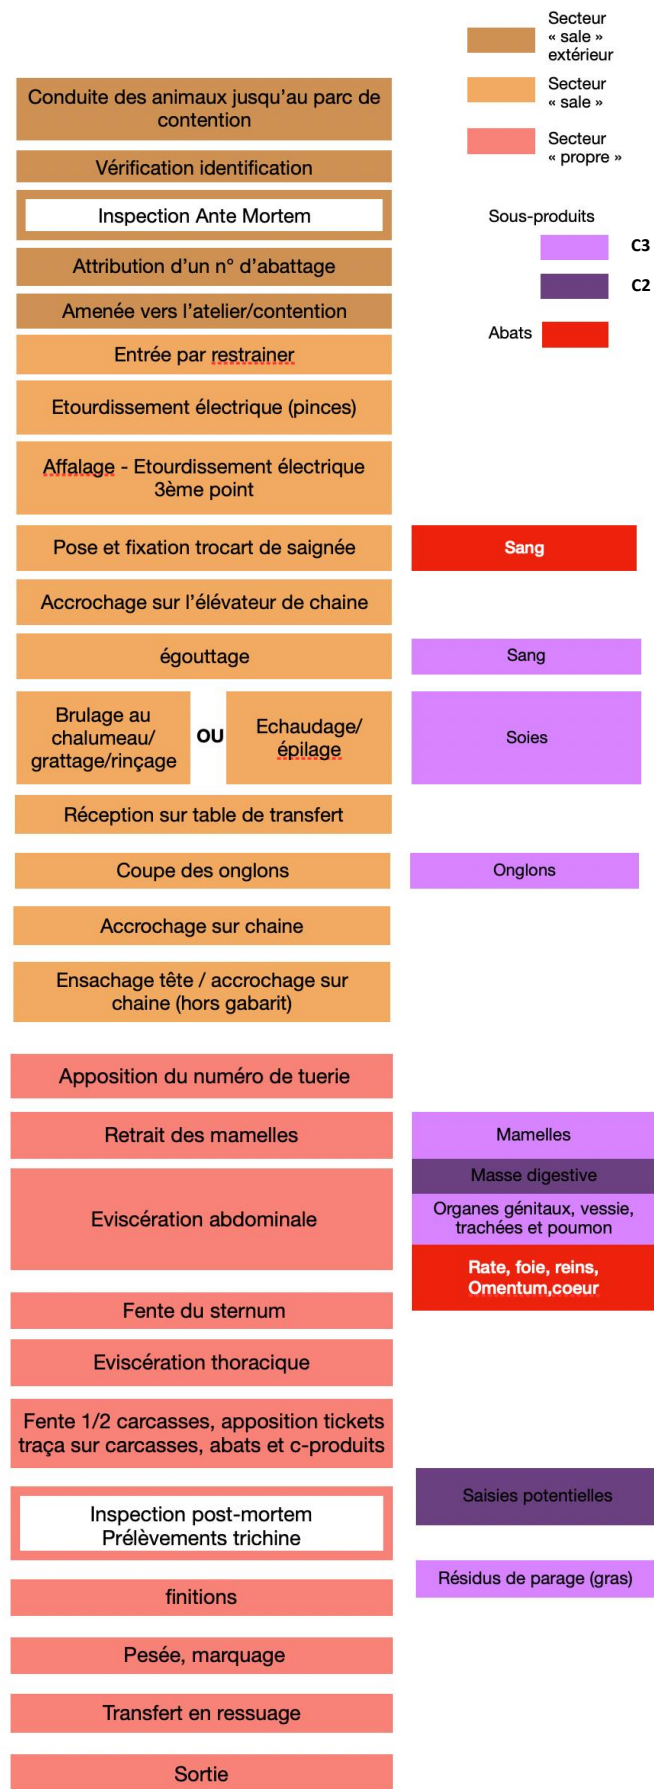 Secteur
« sale »
extérieur
Secteur
« sale »
Secteur
« propre »
Sous-produits
C3
C2
Abats
Conduite des animaux jusqu'au parc de
contention
Vérification identification
Inspection Ante Mortem
Attribution d'un n° d'abattage
Amenée vers l'atelier/contention
Entrée par restrainer
Etourdissement électrique (pinces)
Affalage - Etourdissement électrique
3ème point
Pose et fixation trocart de saignée
Sang
Accrochage sur l'élévateur de chaine
égouttage
Sang
Brulage au
chalumeau/
grattage/rinçage
OU
Echaudage/
épilage
Soies
Réception sur table de transfert
Coupe des onglons
Onglons
Accrochage sur chaine
Ensachage tête / accrochage sur
chaine (hors gabarit)
Apposition du numéro de tuerie
Retrait des mamelles
Mamelles
Masse digestive
Eviscération abdominale
Organes génitaux, vessie,
trachées et poumon
Rate, foie, reins,
Omentum,coeur
Fente du sternum
Eviscération thoracique
Fente 1/2 carcasses, apposition tickets
traça sur carcasses, abats et c-produits
Saisies potentielles
Inspection post-mortem
Prélèvements trichine
Résidus de parage (gras)
finitions
Pesée, marquage
Transfert en ressuage
Sortie